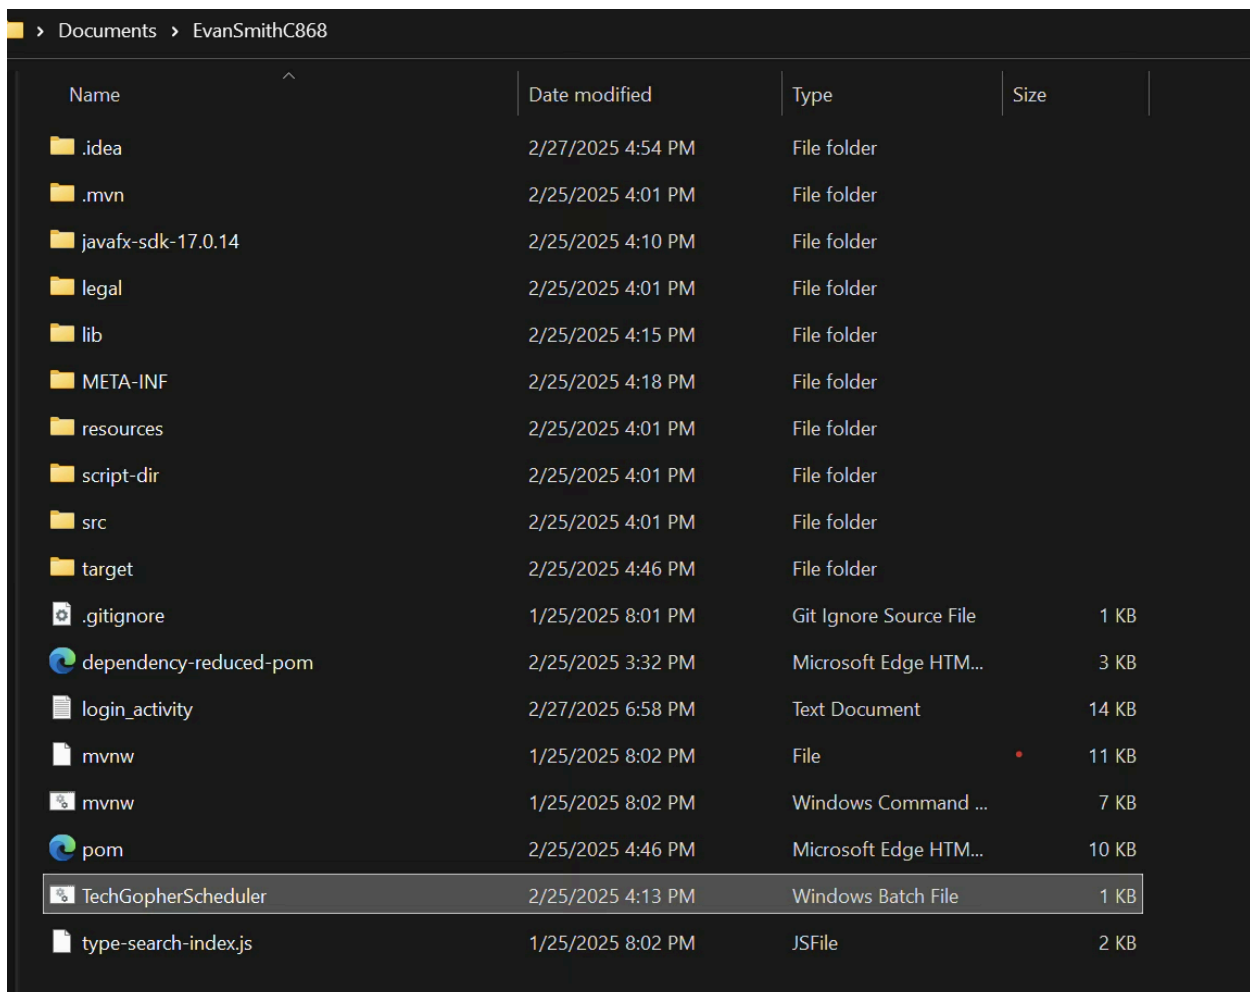 Documents > EvanSmithC868
Name Date modified Type Size
.idea 2/27/2025 4:54 PM File folder
.mvn 2/25/2025 4:01 PM File folder
javafx-sdk-17.0.14 2/25/2025 4:10 PM File folder
legal 2/25/2025 4:01 PM File folder
lib 2/25/2025 4:15 PM File folder
META-INF 2/25/2025 4:18 PM File folder
resources 2/25/2025 4:01 PM File folder
script-dir 2/25/2025 4:01 PM File folder
src 2/25/2025 4:01 PM File folder
target 2/25/2025 4:46 PM File folder
.gitignore 1/25/2025 8:01 PM Git Ignore Source File 1 KB
dependency-reduced-pom 2/25/2025 3:32 PM Microsoft Edge HTM... 3 KB
login_activity 2/27/2025 6:58 PM Text Document 14 KB
mvnw 1/25/2025 8:02 PM File 11 KB
mvnw 1/25/2025 8:02 PM Windows Command ... 7 KB
pom 2/25/2025 4:46 PM Microsoft Edge HTM... 10 KB
TechGopherScheduler 2/25/2025 4:13 PM Windows Batch File 1 KB
type-search-index.js 1/25/2025 8:02 PM JSFile 2 KB